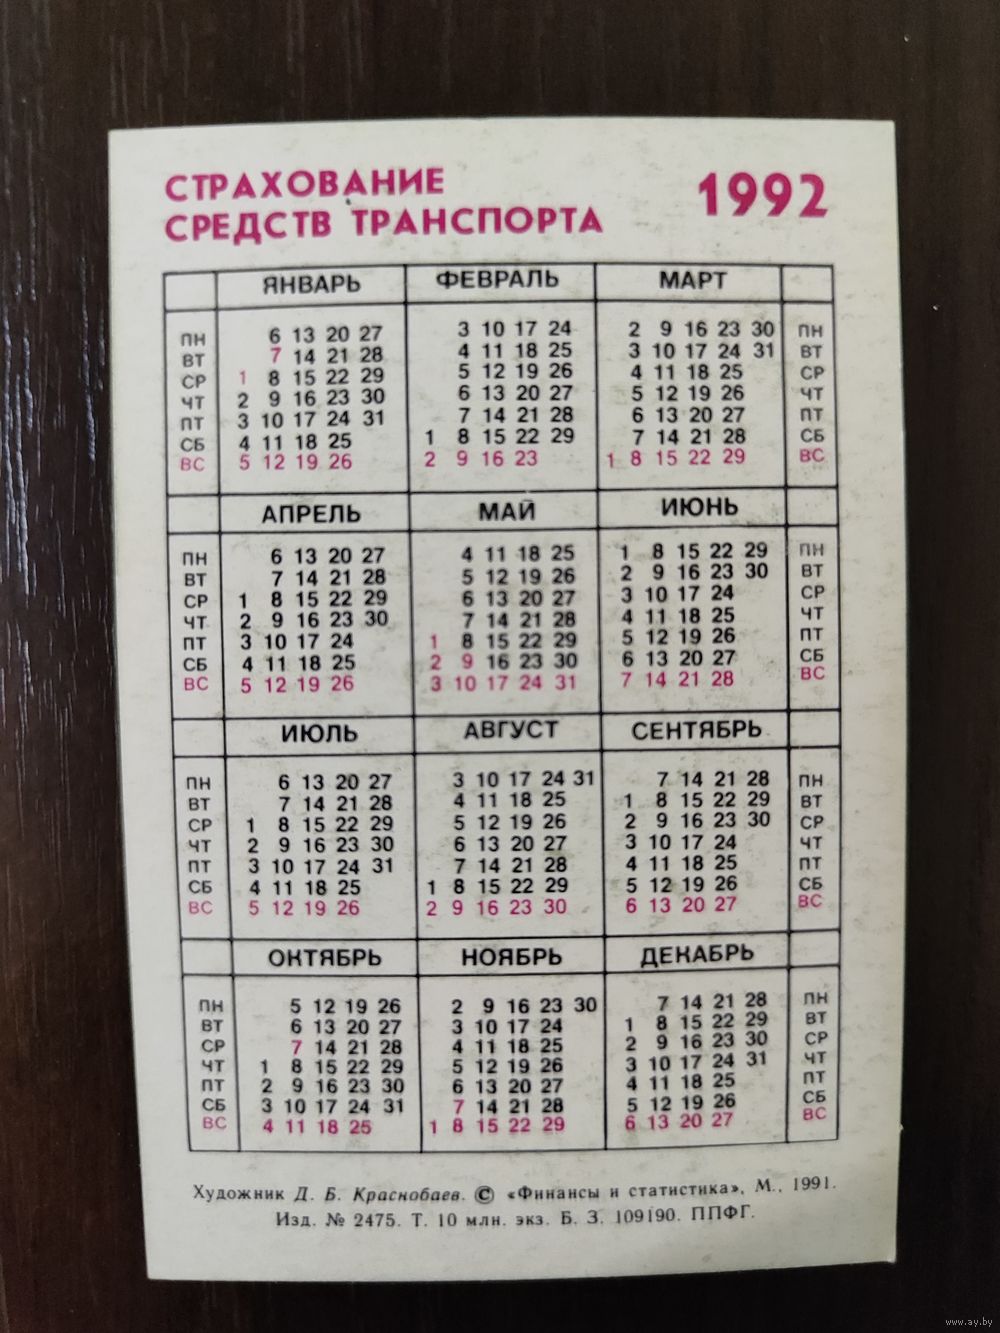 СТРАХОВАНИЕ
СРЕДСТВ ТРАНСПОРТА
1992
ЯНВАРЬ ФЕВРАЛЬ МАРТ
ПН 6 13 20 27 3 10 17 24 2 9 16 23 30 ПН
ВТ 7 14 21 28 4 11 18 25 3 10 17 24 31 ВТ
СР 1 8 15 22 29 5 12 19 26 4 11 18 25 СР
ЧТ 2 9 16 23 30 6 13 20 27 5 12 19 26 ЧТ
ПТ 3 10 17 24 31 7 14 21 28 6 13 20 27 ПТ
СБ 4 11 18 25 1 8 15 22 29 7 14 21 28 СБ
ВС 5 12 19 26 2 9 16 23 1 8 15 22 29 ВС
АПРЕЛЬ МАЙ ИЮНЬ
ПН 6 13 20 27 4 11 18 25 1 8 15 22 29 ПН
ВТ 7 14 21 28 5 12 19 26 2 9 16 23 30 ВТ
СР 1 8 15 22 29 6 13 20 27 3 10 17 24 СР
ЧТ 2 9 16 23 30 7 14 21 28 4 11 18 25 ЧТ
ПТ 3 10 17 24 1 8 15 22 29 5 12 19 26 ПТ
СБ 4 11 18 25 2 9 16 23 30 6 13 20 27 СБ
ВС 5 12 19 26 3 10 17 24 31 7 14 21 28 ВС
ИЮЛЬ АВГУСТ СЕНТЯБРЬ
ПН 6 13 20 27 3 10 17 24 31 7 14 21 28 ПН
ВТ 7 14 21 28 4 11 18 25 1 8 15 22 29 ВТ
СР 1 8 15 22 29 5 12 19 26 2 9 16 23 30 СР
ЧТ 2 9 16 23 30 6 13 20 27 3 10 17 24 ЧТ
ПТ 3 10 17 24 31 7 14 21 28 4 11 18 25 ПТ
СБ 4 11 18 25 1 8 15 22 29 5 12 19 26 СБ
ВС 5 12 19 26 2 9 16 23 30 6 13 20 27 ВС
ОКТЯБРЬ НОЯБРЬ ДЕКАБРЬ
ПН 5 12 19 26 2 9 16 23 30 7 14 21 28 ПН
ВТ 6 13 20 27 3 10 17 24 1 8 15 22 29 ВТ
СР 7 14 21 28 4 11 18 25 2 9 16 23 30 СР
ЧТ 1 8 15 22 29 5 12 19 26 3 10 17 24 31 ЧТ
ПТ 2 9 16 23 30 6 13 20 27 4 11 18 25 ПТ
СБ 3 10 17 24 31 7 14 21 28 5 12 19 26 СБ
ВС 4 11 18 25 1 8 15 22 29 6 13 20 27 ВС
Художник Д. Б. Краснобаев. © «Финансы и статистика», М., 1991.
Изд. № 2475. Т. 10 млн. экз. Б. З. 109190. ППФГ.
www.ay.by